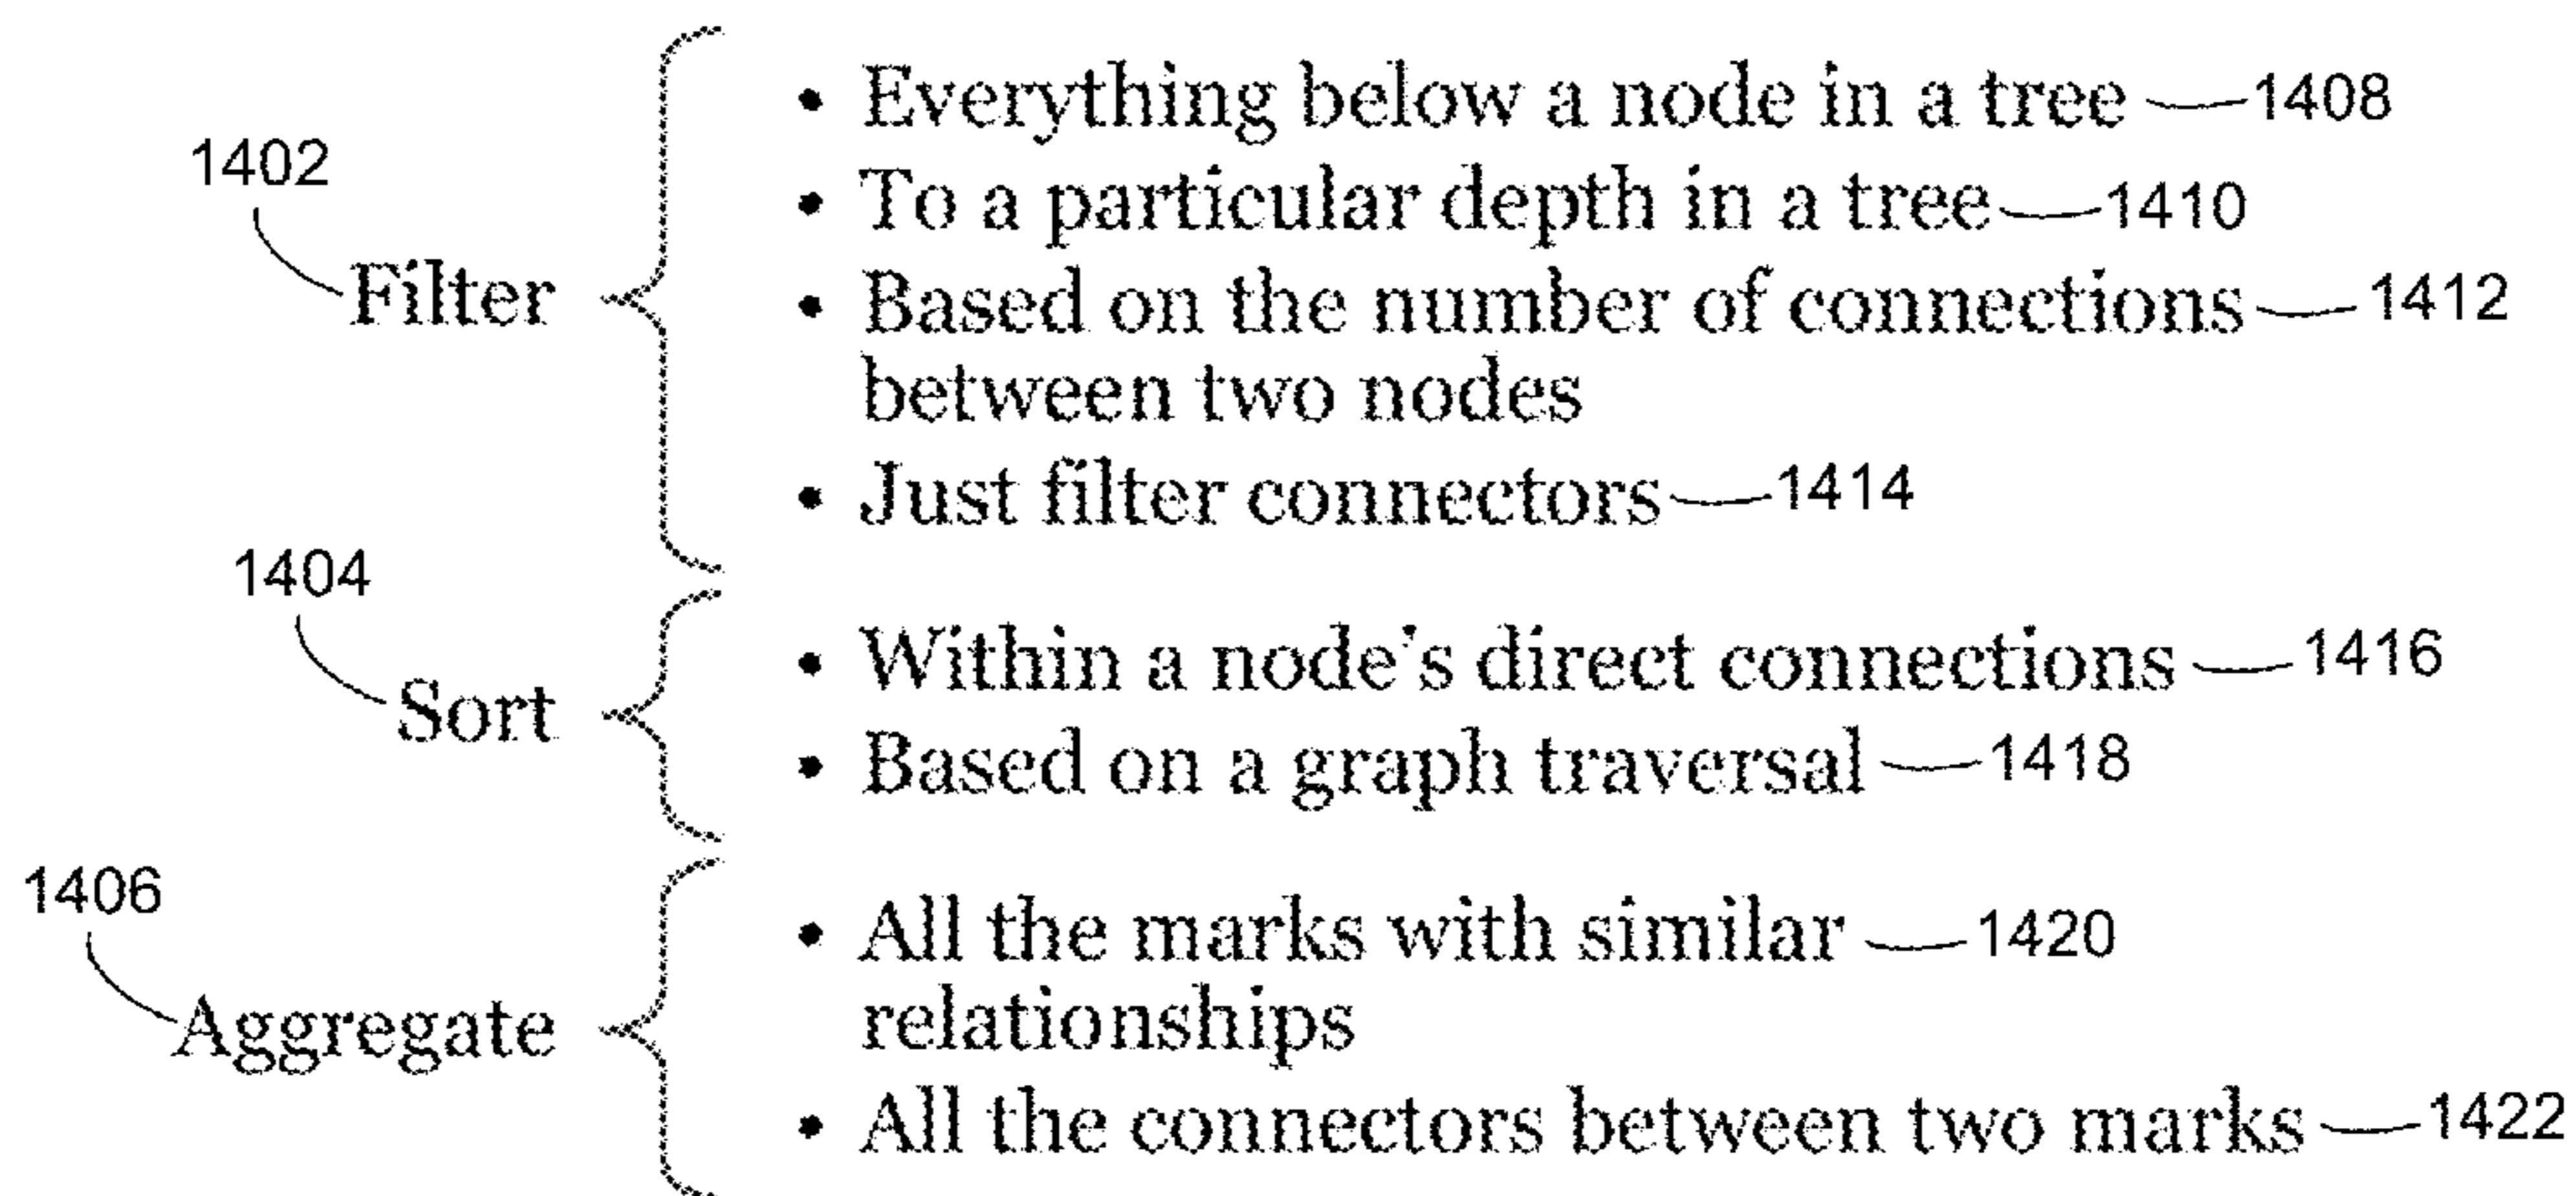 • Everything below a node in a tree 1408
1402
• To a particular depth in a tree 1410
Filter
• Based on the number of connections 1412
between two nodes
• Just filter connectors 1414
1404
• Within a node's direct connections 1416
Sort
• Based on a graph traversal 1418
1406
• All the marks with similar 1420
relationships
Aggregate
• All the connectors between two marks 1422